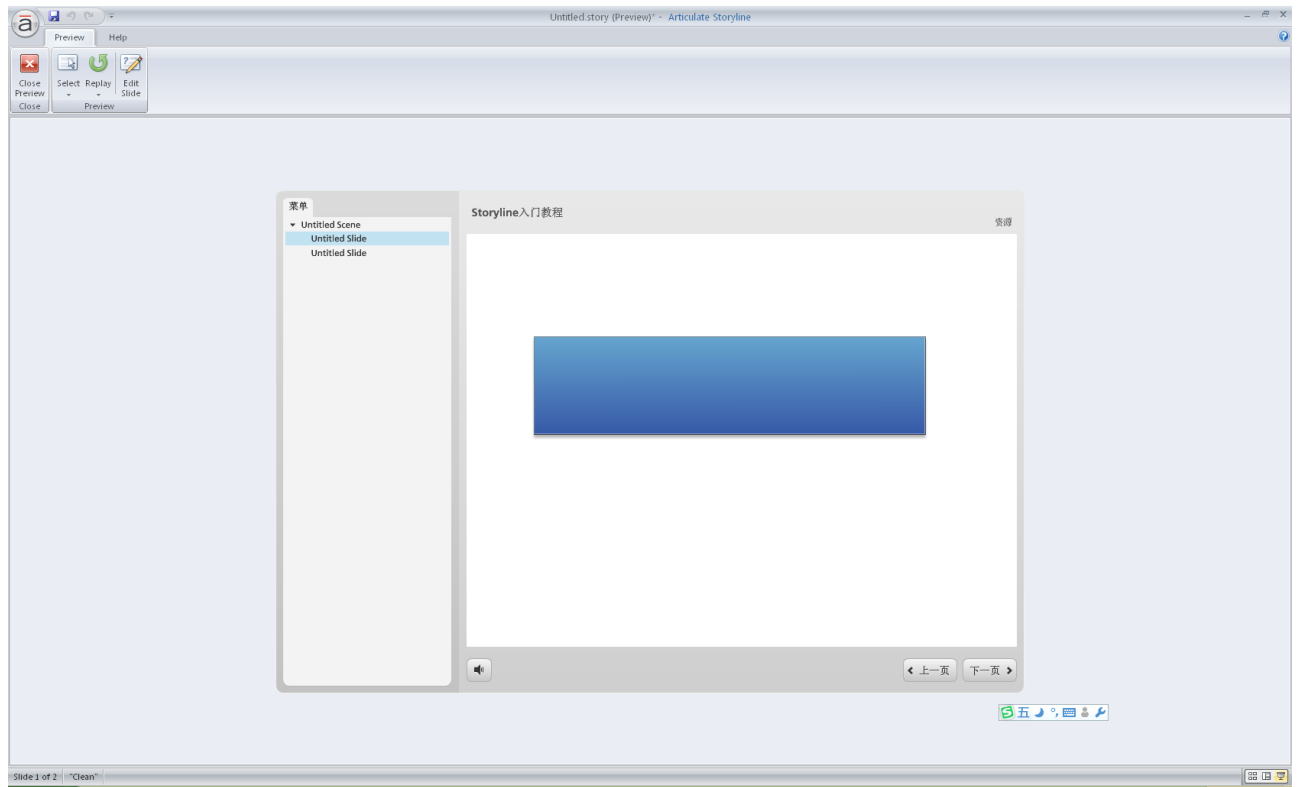 Untitled.story (Preview)* - Articulate Storyline
Preview Help
Close Preview
Select
Replay
Edit Slide
Close Preview
菜单
Untitled Scene
Untitled Slide
Untitled Slide
Storyline入门教程
资源
上一页 下一页
五
Slide 1 of 2 "Clean"